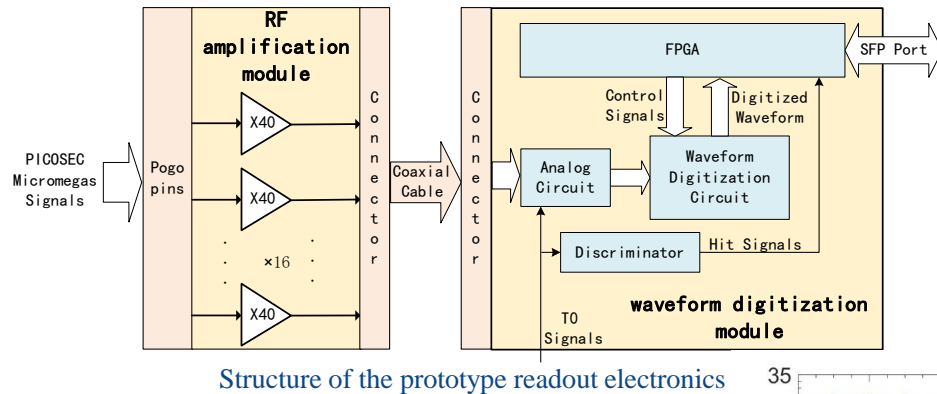 RF
amplification
module
X40
X40
×16
X40
PICOSEC
Micromegas
Signals
Pogo
pins
Connector
Coaxial
Cable
Connector
FPGA
SFP Port
Control
Signals
Digitized
Waveform
Analog
Circuit
Waveform
Digitization
Circuit
Discriminator
Hit Signals
TO
Signals
waveform digitization
module
Structure of the prototype readout electronics
35